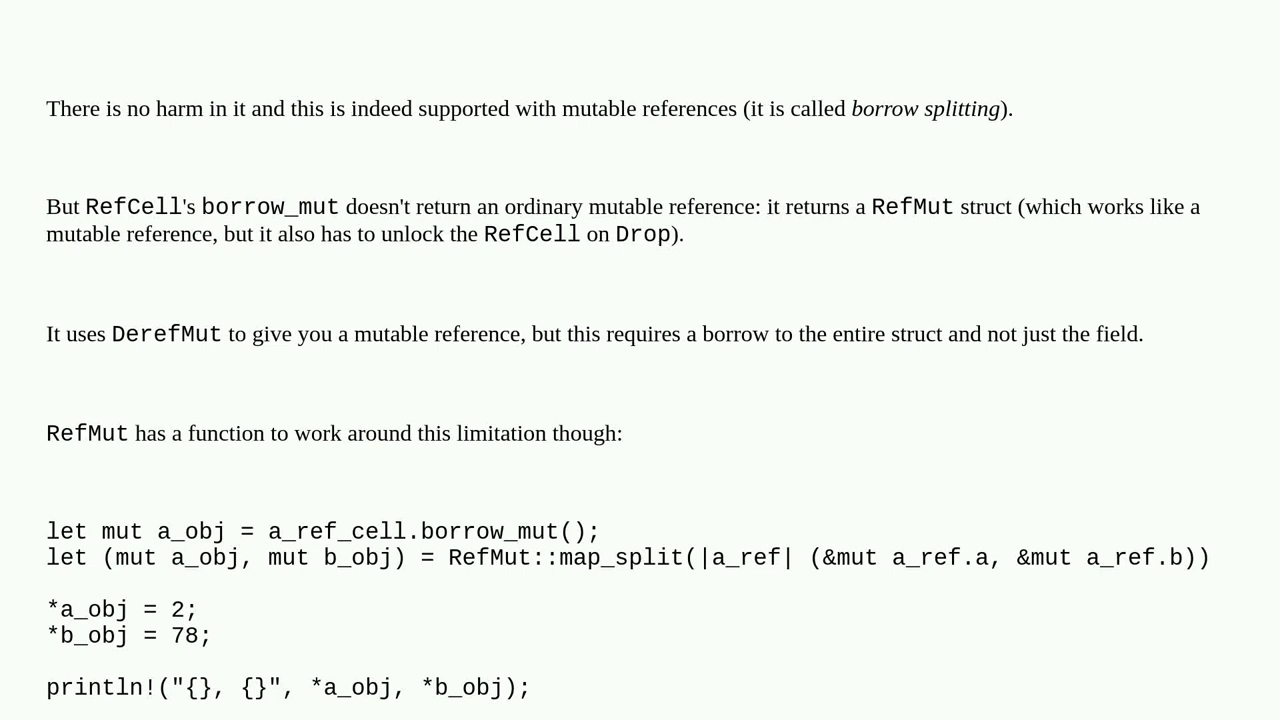 There is no harm in it and this is indeed supported with mutable references (it is called borrow splitting).
But RefCell's borrow_mut doesn't return an ordinary mutable reference: it returns a RefMut struct (which works like a
mutable reference, but it also has to unlock the RefCell on Drop).
It uses DerefMut to give you a mutable reference, but this requires a borrow to the entire struct and not just the field.
RefMut has a function to work around this limitation though:
let mut a_obj = a_ref_cell.borrow_mut();
let (mut a_obj, mut b_obj) = RefMut::map_split(|a_ref| (&mut a_ref.a, &mut a_ref.b))
*a_obj = 2;
*b_obj = 78;
println!("{}, {}", *a_obj, *b_obj);